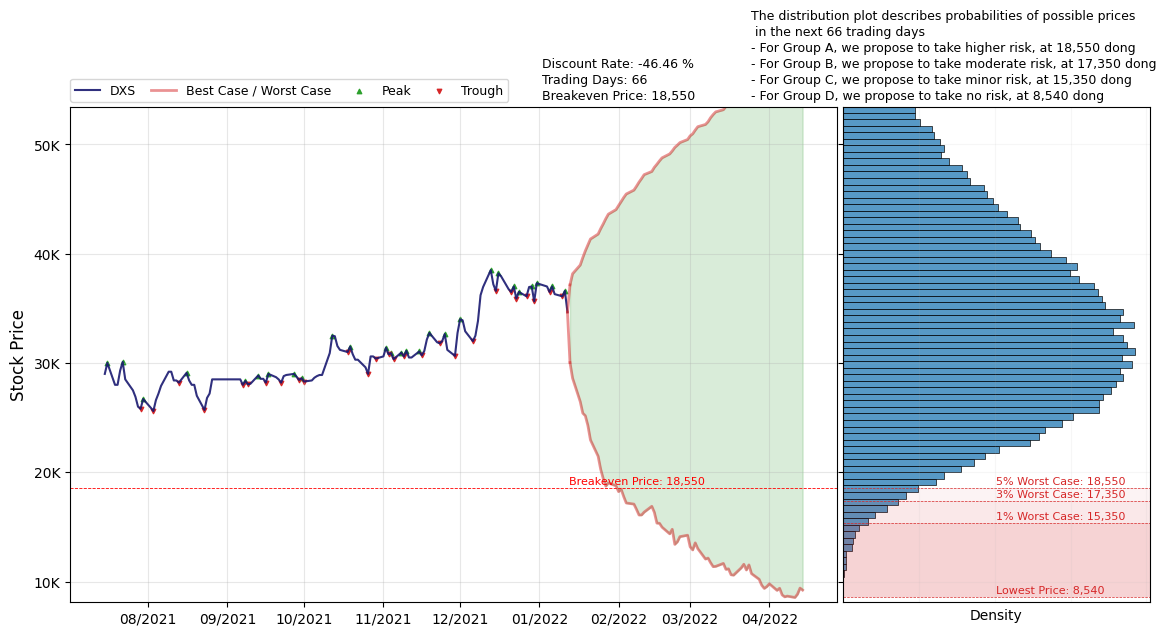 The distribution plot describes probabilities of possible prices
in the next 66 trading days
- For Group A, we propose to take higher risk, at 18,550 dong
- For Group B, we propose to take moderate risk, at 17,350 dong
- For Group C, we propose to take minor risk, at 15,350 dong
- For Group D, we propose to take no risk, at 8,540 dong
Discount Rate: -46.46 %
Trading Days: 66
Breakeven Price: 18,550
DXS
Best Case / Worst Case
Peak
Trough
Stock Price
50K
40K
30K
20K
10K
Breakeven Price: 18,550
5% Worst Case: 18,550
3% Worst Case: 17,350
1% Worst Case: 15,350
Lowest Price: 8,540
08/2021
09/2021
10/2021
11/2021
12/2021
01/2022
02/2022
03/2022
04/2022
Density